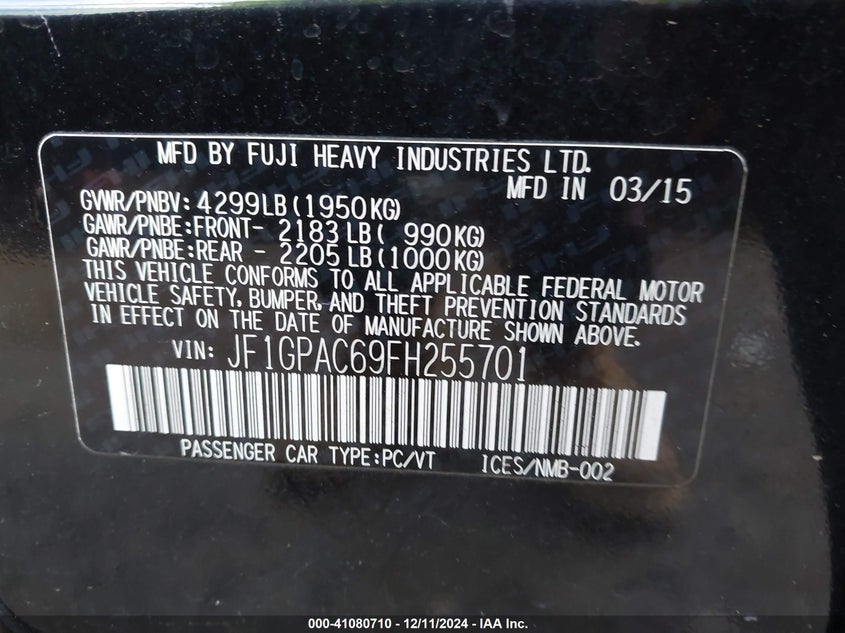 MFD BY FUJI HEAVY INDUSTRIES LTD.
MFD IN 03/15
GVWR/PNBV: 4299LB(1950KG)
GAWR/PNBE:FRONT- 2183LB( 990KG)
GAWR/PNBE:REAR - 2205LB(1000KG)
THIS VEHICLE CONFORMS TO ALL APPLICABLE FEDERAL MOTOR
VEHICLE SAFETY, BUMPER, AND THEFT PREVENTION STANDARDS
IN EFFECT ON THE DATE OF MANUFACTURE SHOWN ABOVE.
VIN: JF1GPAC69FH255701
PASSENGER CAR TYPE:PC/VT ICES/NMB-002
000-41080710 - 12/11/2024 - IAA Inc.